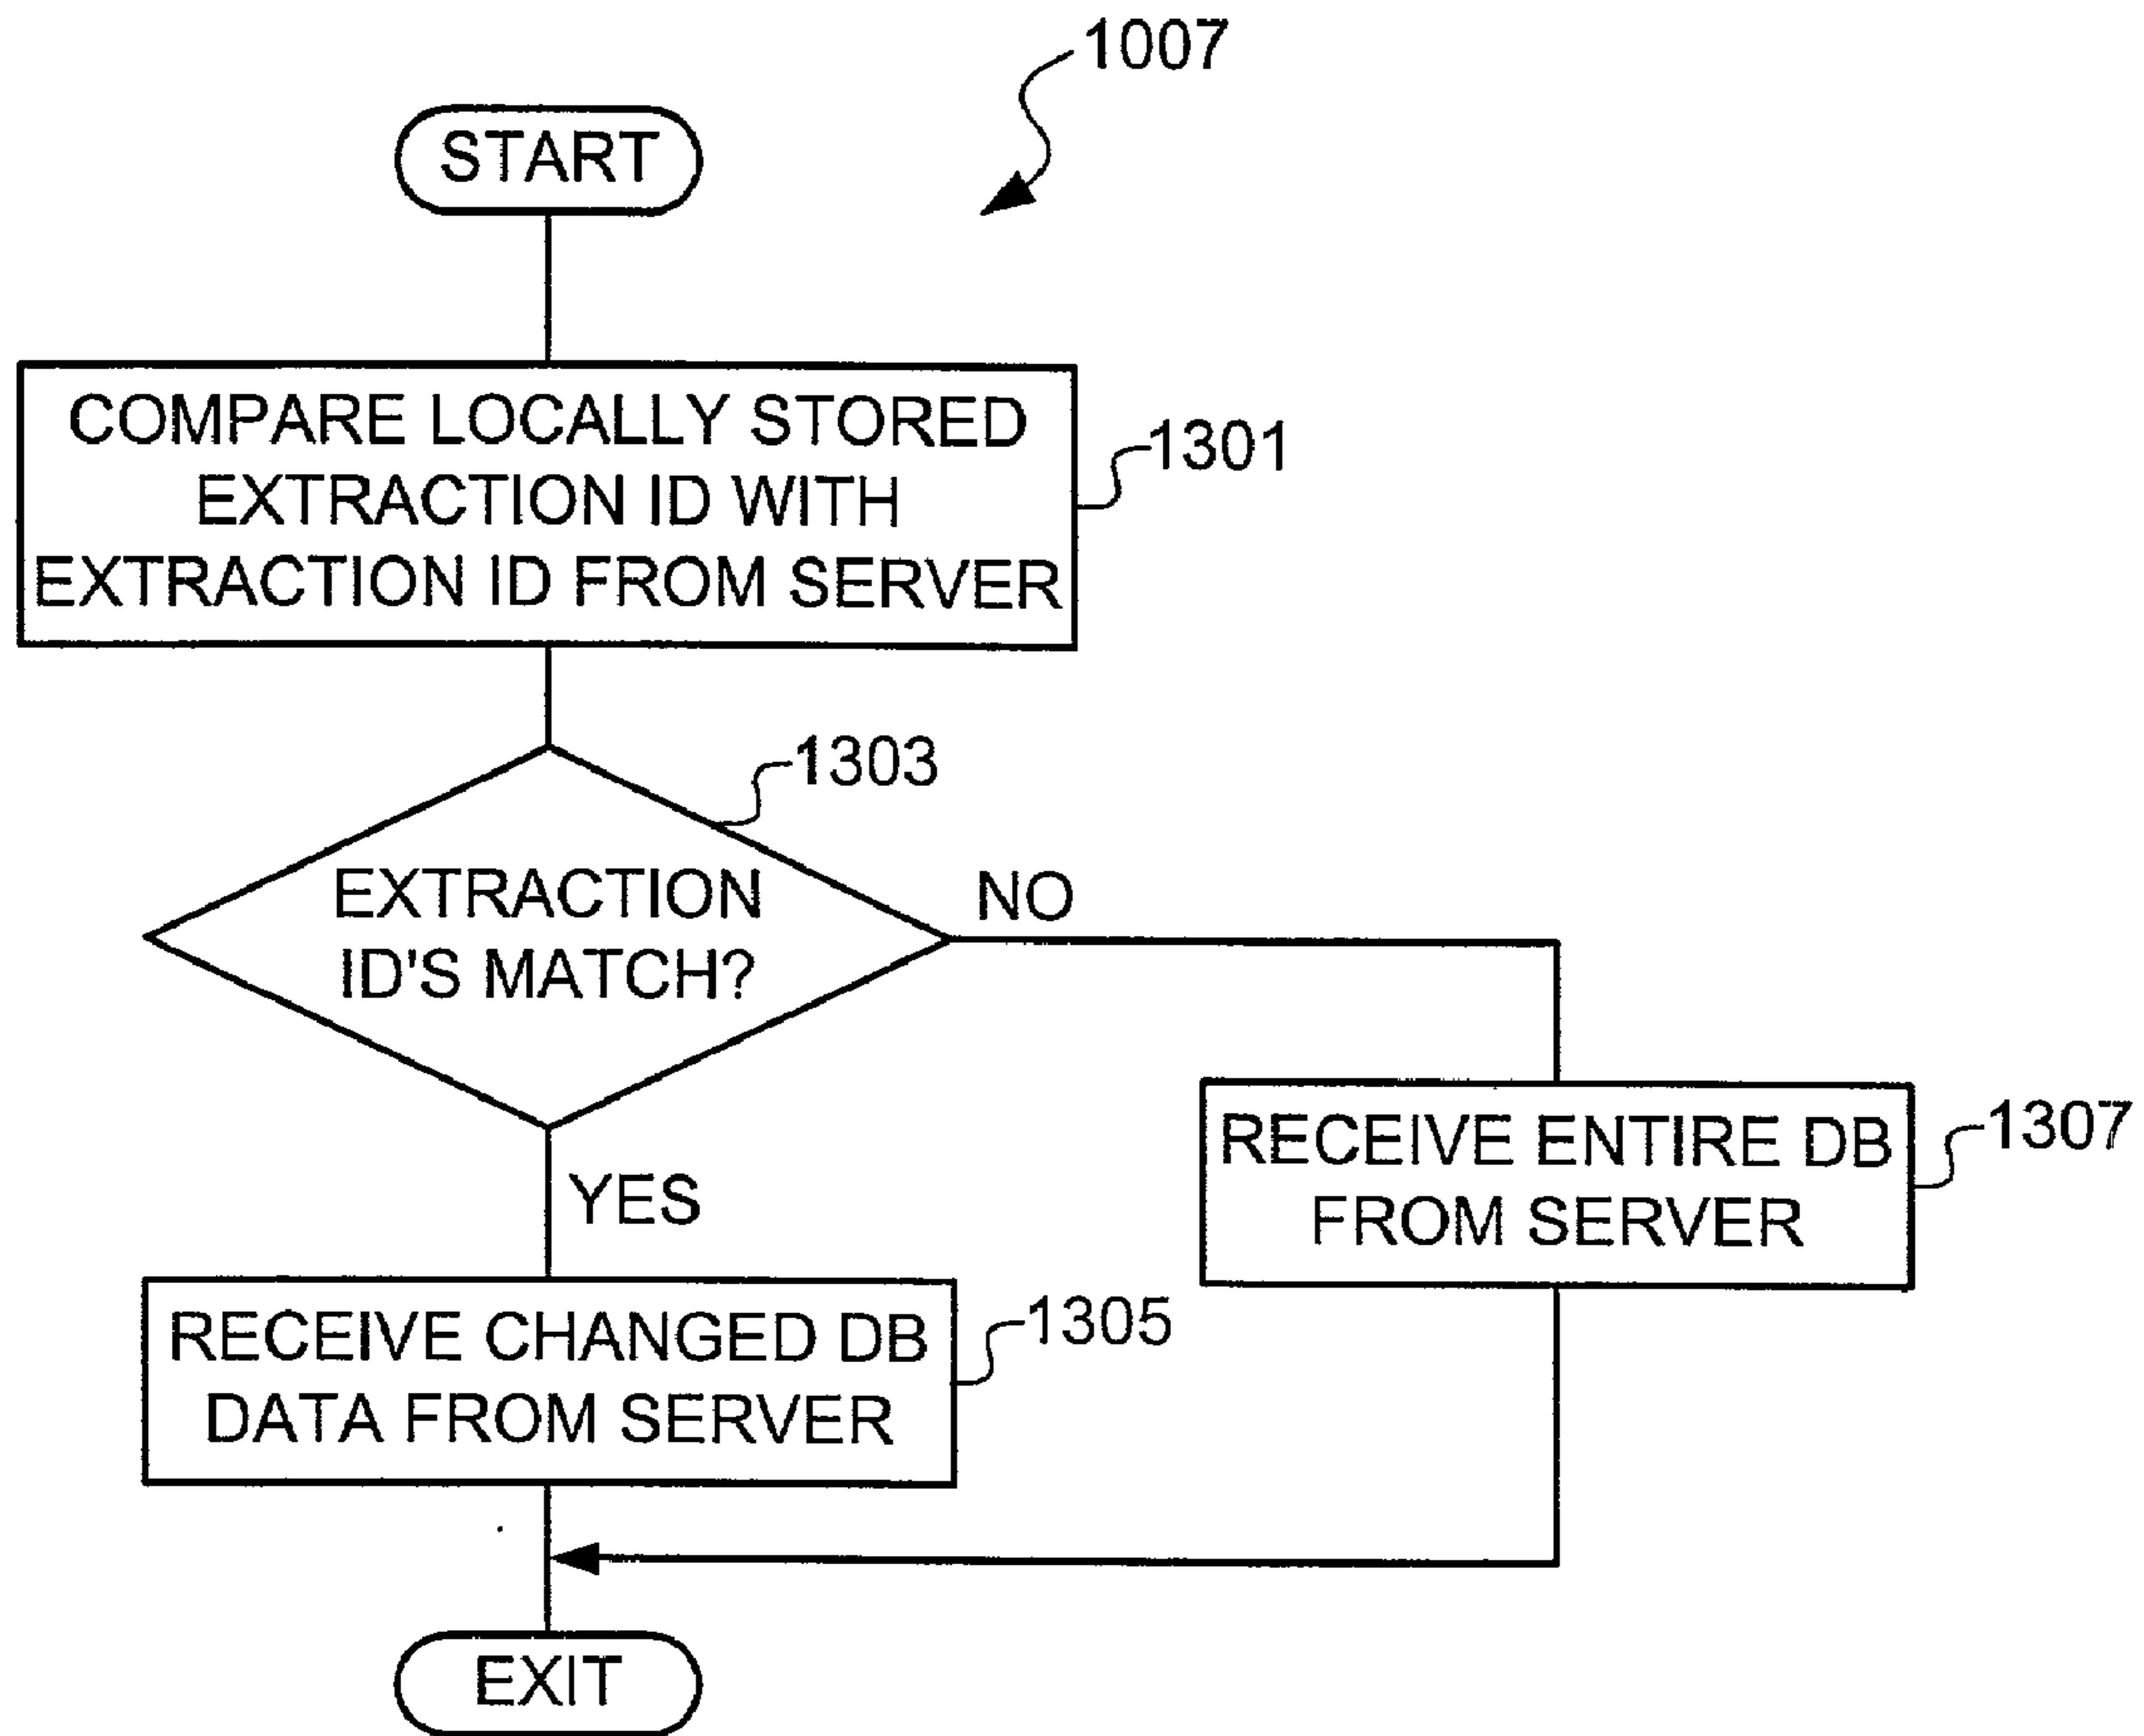 1007
START
COMPARE LOCALLY STORED
EXTRACTION ID WITH
EXTRACTION ID FROM SERVER
1301
1303
EXTRACTION
ID'S MATCH?
NO
YES
RECEIVE ENTIRE DB
FROM SERVER
1307
RECEIVE CHANGED DB
DATA FROM SERVER
1305
EXIT